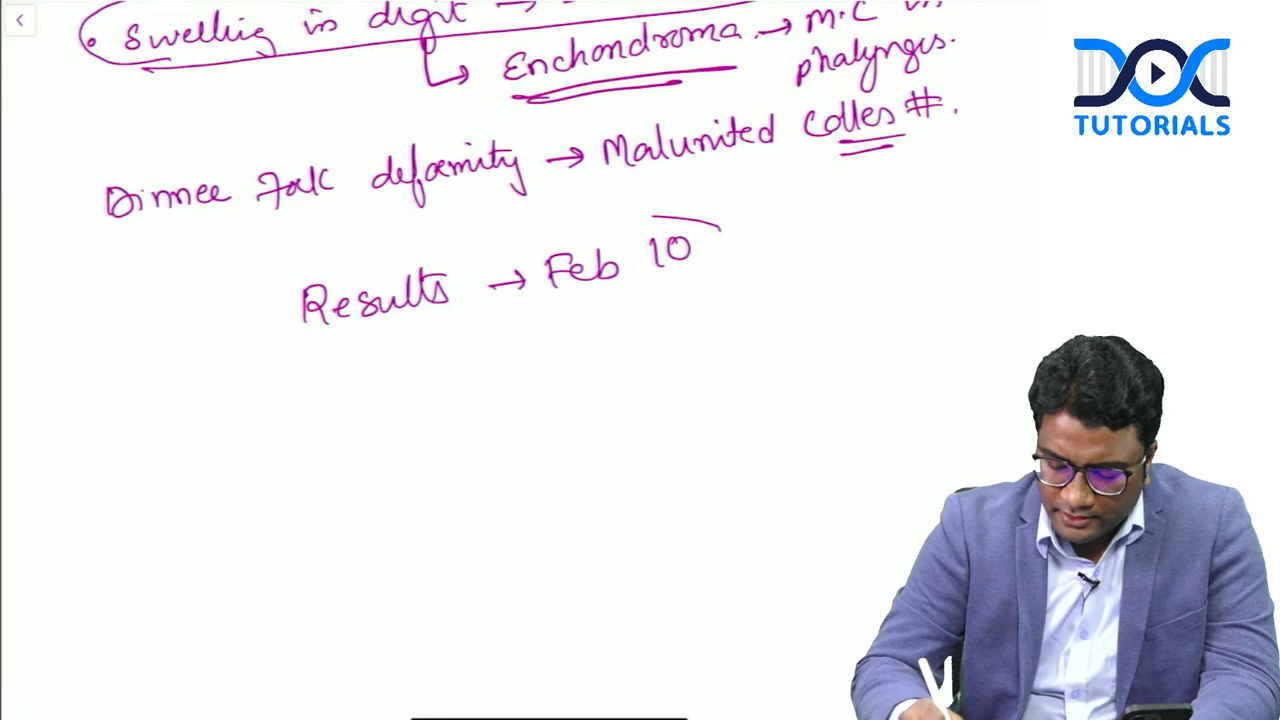 • Swelling in digit →
↳ Enchondroma → M.C in
phalynges.
Dinner Fork deformity → Malunited Colles #.
Results → Feb 10
DOC
TUTORIALS